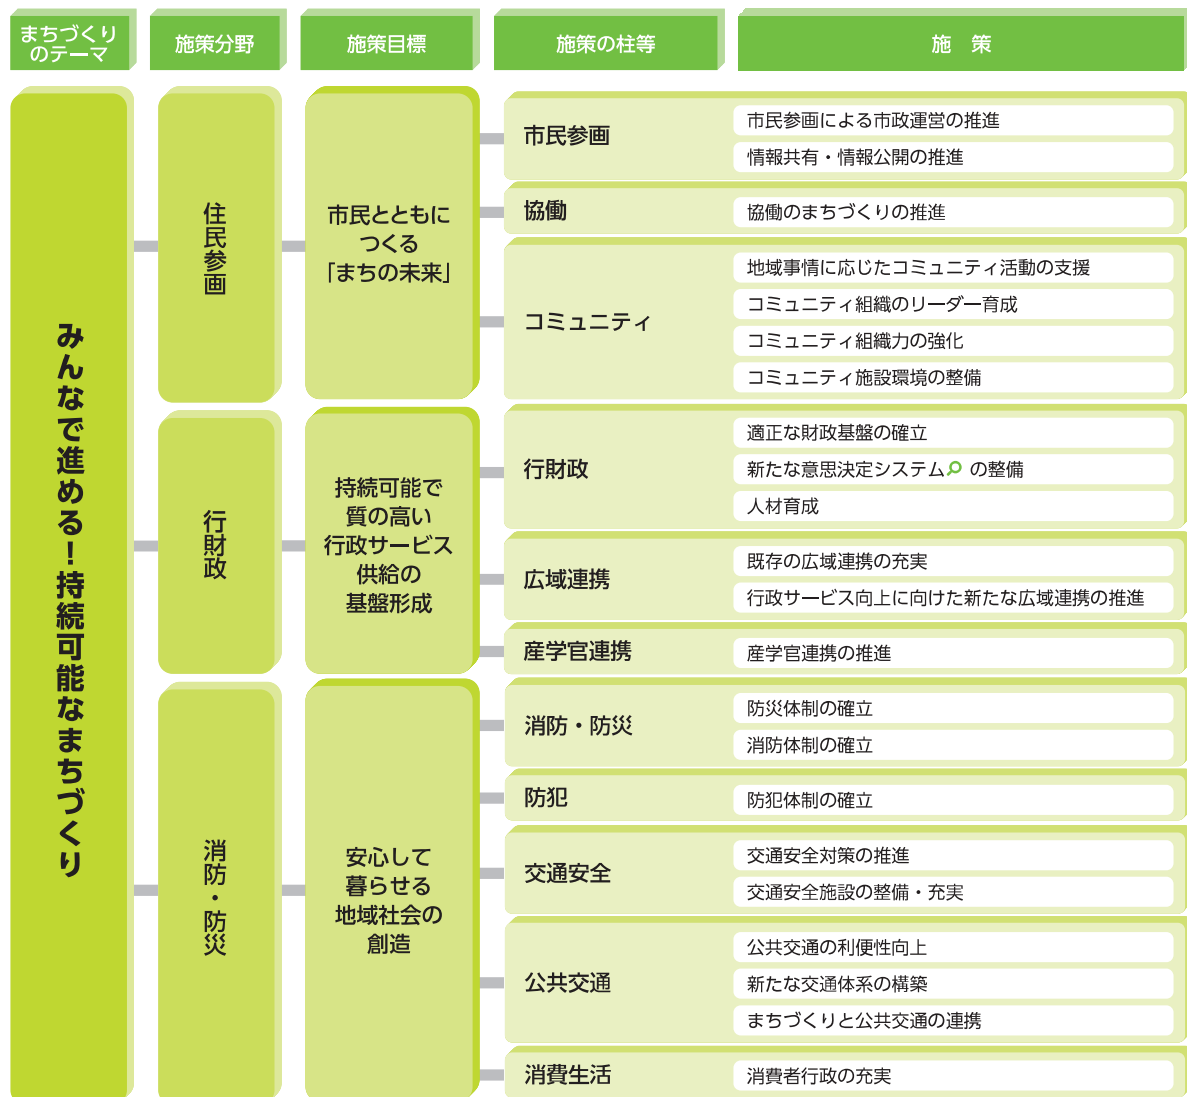 まちづくり
のテーマ
施策分野
施策目標
施策の柱等
施　策
みんなで進める！持続可能なまちづくり
住民参画
市民とともに
つくる
「まちの未来」
市民参画
市民参画による市政運営の推進
情報共有・情報公開の推進
協働
協働のまちづくりの推進
コミュニティ
地域事情に応じたコミュニティ活動の支援
コミュニティ組織のリーダー育成
コミュニティ組織力の強化
コミュニティ施設環境の整備
行財政
持続可能で
質の高い
行政サービス
供給の
基盤形成
行財政
適正な財政基盤の確立
新たな意思決定システム の整備
人材育成
広域連携
既存の広域連携の充実
行政サービス向上に向けた新たな広域連携の推進
産学官連携
産学官連携の推進
消防・防災
安心して
暮らせる
地域社会の
創造
消防・防災
防災体制の確立
消防体制の確立
防犯
防犯体制の確立
交通安全
交通安全対策の推進
交通安全施設の整備・充実
公共交通
公共交通の利便性向上
新たな交通体系の構築
まちづくりと公共交通の連携
消費生活
消費者行政の充実